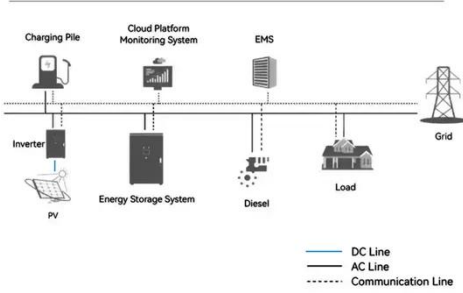 Charging Pile
Cloud Platform
Monitoring System
EMS
Grid
Inverter
PV
Energy Storage System
Diesel
Load
DC Line
AC Line
Communication Line